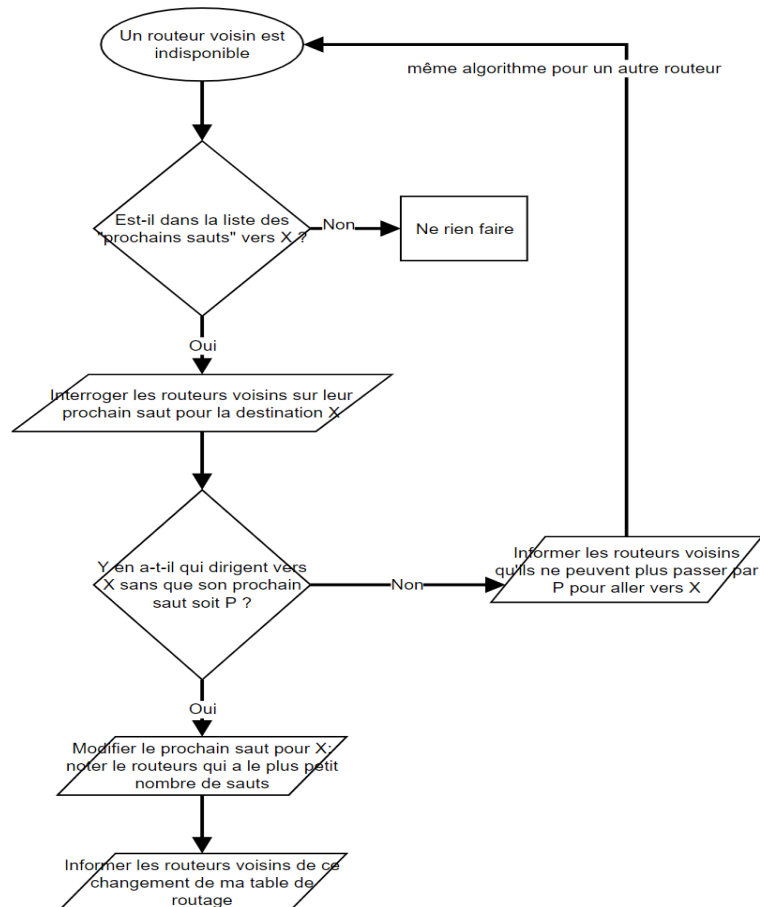 Un routeur voisin est
indisponible
même algorithme pour un autre routeur
Est-il dans la liste des
"prochains sauts" vers X ?
Non
Ne rien faire
Oui
Interroger les routeurs voisins sur leur
prochain saut pour la destination X
Y en a-t-il qui dirigent vers
X sans que son prochain
saut soit P ?
Non
Informer les routeurs voisins
qu'ils ne peuvent plus passer par
P pour aller vers X
Oui
Modifier le prochain saut pour X:
noter le routeurs qui a le plus petit
nombre de sauts
Informer les routeurs voisins de ce
changement de ma table de
routage